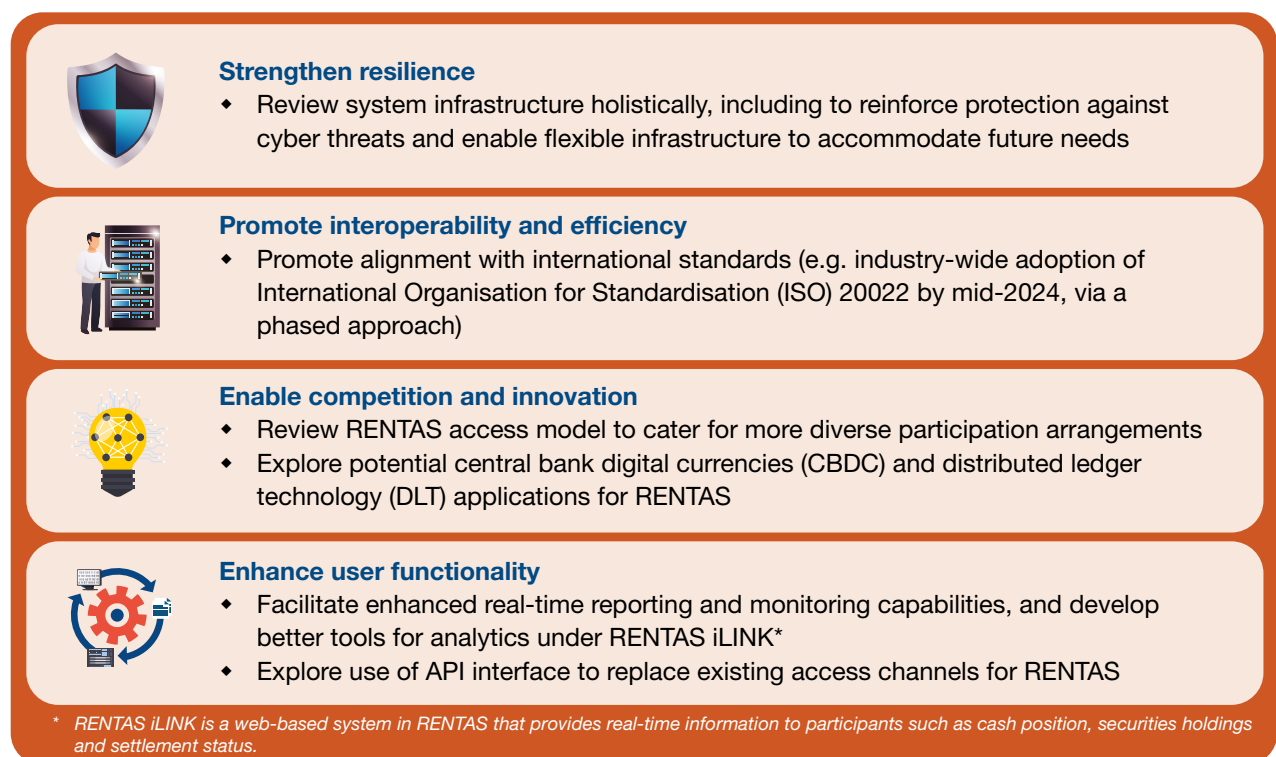 Strengthen resilience
◆ Review system infrastructure holistically, including to reinforce protection against
cyber threats and enable flexible infrastructure to accommodate future needs
Promote interoperability and efficiency
◆ Promote alignment with international standards (e.g. industry-wide adoption of
International Organisation for Standardisation (ISO) 20022 by mid-2024, via a
phased approach)
Enable competition and innovation
◆ Review RENTAS access model to cater for more diverse participation arrangements
◆ Explore potential central bank digital currencies (CBDC) and distributed ledger
technology (DLT) applications for RENTAS
Enhance user functionality
◆ Facilitate enhanced real-time reporting and monitoring capabilities, and develop
better tools for analytics under RENTAS iLINK*
◆ Explore use of API interface to replace existing access channels for RENTAS
* RENTAS iLINK is a web-based system in RENTAS that provides real-time information to participants such as cash position, securities holdings
and settlement status.